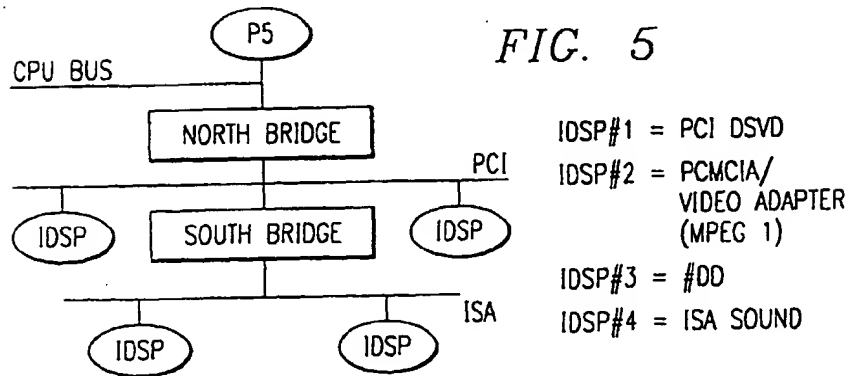 P5
FIG. 5
CPU BUS
NORTH BRIDGE
PCI
IDSP
SOUTH BRIDGE
IDSP
ISA
IDSP
IDSP
IDSP#1 = PCI DSVD
IDSP#2 = PCMCIA/
VIDEO ADAPTER
(MPEG 1)
IDSP#3 = #DD
IDSP#4 = ISA SOUND